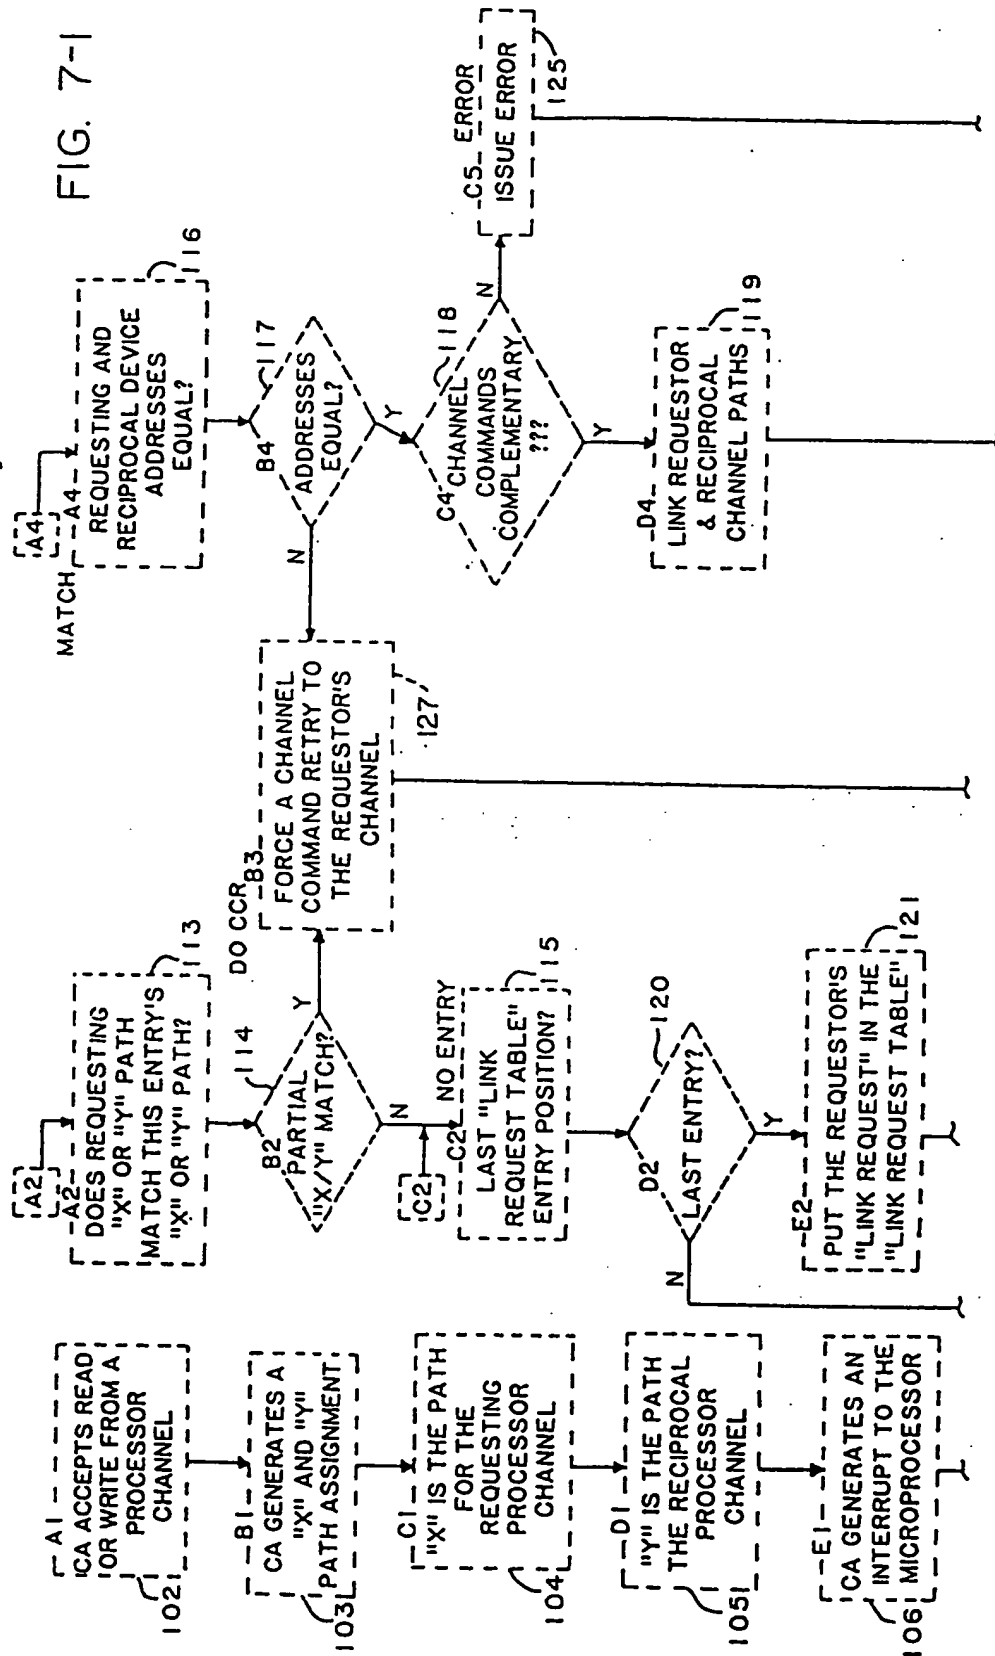 FIG. 7-1
A1
CA ACCEPTS READ
OR WRITE FROM A
PROCESSOR
CHANNEL
102
B1
CA GENERATES A
"X" AND "Y"
PATH ASSIGNMENT
103
C1
"X" IS THE PATH
FOR THE
REQUESTING
PROCESSOR
CHANNEL
104
D1
"Y" IS THE PATH
THE RECIPROCAL
PROCESSOR
CHANNEL
105
E1
CA GENERATES AN
INTERRUPT TO THE
MICROPROCESSOR
106
A2
A2
DOES REQUESTING
"X" OR "Y" PATH
MATCH THIS ENTRY'S
"X" OR "Y" PATH?
113
B2
PARTIAL
"X/Y" MATCH?
114
Y
N
C2
C2
NO ENTRY
LAST "LINK
REQUEST TABLE"
ENTRY POSITION?
115
D2
LAST ENTRY?
120
N
Y
E2
PUT THE REQUESTOR'S
"LINK REQUEST" IN THE
"LINK REQUEST TABLE"
121
DO CCR
B3
FORCE A CHANNEL
COMMAND RETRY TO
THE REQUESTOR'S
CHANNEL
127
A4
MATCH
A4
REQUESTING AND
RECIPROCAL DEVICE
ADDRESSES
EQUAL?
116
B4
ADDRESSES
EQUAL?
117
N
Y
C4
CHANNEL
COMMANDS
COMPLEMENTARY
???
118
N
Y
D4
LINK REQUESTOR
& RECIPROCAL
CHANNEL PATHS
119
C5
ERROR
ISSUE ERROR
125